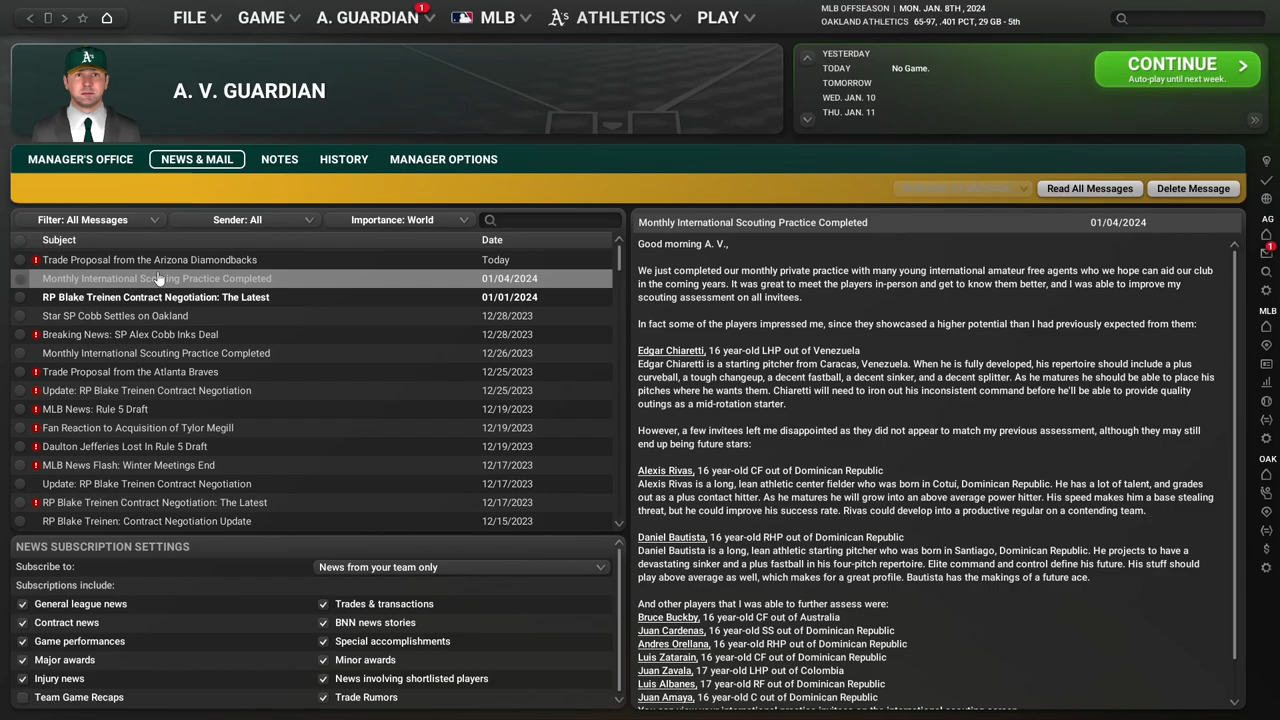 FILE
GAME
A. GUARDIAN
1
MLB
ATHLETICS
PLAY
MLB OFFSEASON | MON. JAN. 8TH , 2024
OAKLAND ATHLETICS 65-97, .401 PCT, 29 GB - 5th
A's
A. V. GUARDIAN
YESTERDAY
TODAY No Game.
TOMORROW
WED. JAN. 10
THU. JAN. 11
CONTINUE
Auto-play until next week.
MANAGER'S OFFICE
NEWS & MAIL
NOTES
HISTORY
MANAGER OPTIONS
Read All Messages
Delete Message
Filter: All Messages
Sender: All
Importance: World
Subject Date
Trade Proposal from the Arizona Diamondbacks Today
Monthly International Scouting Practice Completed 01/04/2024
RP Blake Treinen Contract Negotiation: The Latest 01/01/2024
Star SP Cobb Settles on Oakland 12/28/2023
Breaking News: SP Alex Cobb Inks Deal 12/28/2023
Monthly International Scouting Practice Completed 12/26/2023
Trade Proposal from the Atlanta Braves 12/25/2023
Update: RP Blake Treinen Contract Negotiation 12/25/2023
MLB News: Rule 5 Draft 12/19/2023
Fan Reaction to Acquisition of Tylor Megill 12/19/2023
Daulton Jefferies Lost In Rule 5 Draft 12/19/2023
MLB News Flash: Winter Meetings End 12/17/2023
Update: RP Blake Treinen Contract Negotiation 12/17/2023
RP Blake Treinen Contract Negotiation: The Latest 12/17/2023
RP Blake Treinen: Contract Negotiation Update 12/15/2023
NEWS SUBSCRIPTION SETTINGS
Subscribe to: News from your team only
Subscriptions include:
General league news Trades & transactions
Contract news BNN news stories
Game performances Special accomplishments
Major awards Minor awards
Injury news News involving shortlisted players
Team Game Recaps Trade Rumors
Monthly International Scouting Practice Completed 01/04/2024
Good morning A. V.,
We just completed our monthly private practice with many young international amateur free agents who we hope can aid our club
in the coming years. It was great to meet the players in-person and get to know them better, and I was able to improve my
scouting assessment on all invitees.
In fact some of the players impressed me, since they showcased a higher potential than I had previously expected from them:
Edgar Chiaretti, 16 year-old LHP out of Venezuela
Edgar Chiaretti is a starting pitcher from Caracas, Venezuela. When he is fully developed, his repertoire should include a plus
curveball, a tough changeup, a decent fastball, a decent sinker, and a decent splitter. As he matures he should be able to place his
pitches where he wants them. Chiaretti will need to iron out his inconsistent command before he'll be able to provide quality
outings as a mid-rotation starter.
However, a few invitees left me disappointed as they did not appear to match my previous assessment, although they may still
end up being future stars:
Alexis Rivas, 16 year-old CF out of Dominican Republic
Alexis Rivas is a long, lean athletic center fielder who was born in Cotuí, Dominican Republic. He has a lot of talent, and grades
out as a plus contact hitter. As he matures he will grow into an above average power hitter. His speed makes him a base stealing
threat, but he could improve his success rate. Rivas could develop into a productive regular on a contending team.
Daniel Bautista, 16 year-old RHP out of Dominican Republic
Daniel Bautista is a long, lean athletic starting pitcher who was born in Santiago, Dominican Republic. He projects to have a
devastating sinker and a plus fastball in his four-pitch repertoire. Elite command and control define his future. His stuff should
play above average as well, which makes for a great profile. Bautista has the makings of a future ace.
And other players that I was able to further assess were:
Bruce Buckby, 16 year-old CF out of Australia
Juan Cardenas, 16 year-old SS out of Dominican Republic
Andres Orellana, 16 year-old RHP out of Dominican Republic
Luis Zatarain, 16 year-old CF out of Dominican Republic
Juan Zavala, 17 year-old LHP out of Colombia
Luis Albanes, 17 year-old RF out of Dominican Republic
Juan Amaya, 16 year-old C out of Dominican Republic
AG
1
MLB
OAK